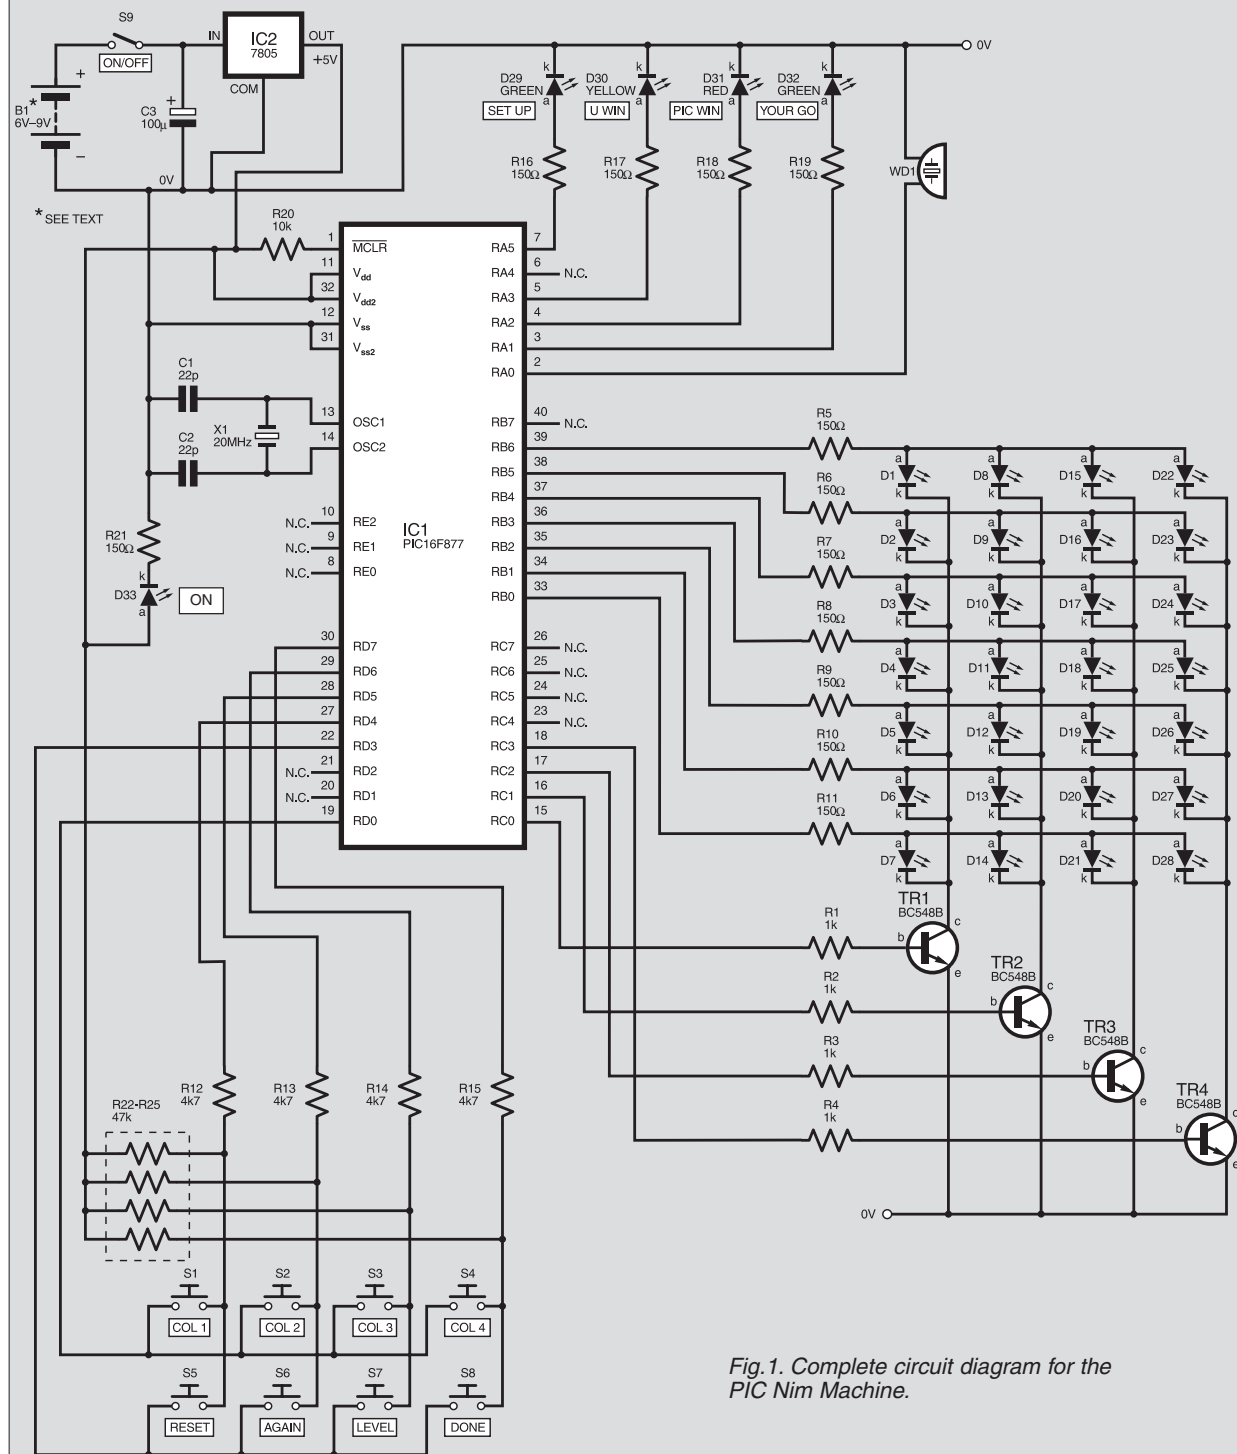 S9
ON/OFF
IN
IC2
7805
OUT
+5V
COM
+
B1*
6V–9V
–
+
C3
100µ
0V
*SEE TEXT
0V
k
D29
GREEN
a
SET UP
k
D30
YELLOW
a
U WIN
k
D31
RED
a
PIC WIN
k
D32
GREEN
a
YOUR GO
R16
150Ω
R17
150Ω
R18
150Ω
R19
150Ω
WD1
R20
10k
1
MCLR
11
Vdd
32
Vdd2
12
Vss
31
Vss2
13
OSC1
14
OSC2
10
N.C.
RE2
9
N.C.
RE1
8
N.C.
RE0
30
RD7
29
RD6
28
RD5
27
RD4
22
RD3
21
N.C.
RD2
20
N.C.
RD1
19
RD0
IC1
PIC16F877
RA5
7
RA4
6
N.C.
RA3
5
RA2
4
RA1
3
RA0
2
RB7
40
N.C.
RB6
39
RB5
38
RB4
37
RB3
36
RB2
35
RB1
34
RB0
33
RC7
26
N.C.
RC6
25
N.C.
RC5
24
N.C.
RC4
23
N.C.
RC3
18
RC2
17
RC1
16
RC0
15
C1
22p
C2
22p
X1
20MHz
R21
150Ω
k
D33
a
ON
R5
150Ω
R6
150Ω
R7
150Ω
R8
150Ω
R9
150Ω
R10
150Ω
R11
150Ω
a a a a
D1 D8 D15 D22
k k k k
a a a a
D2 D9 D16 D23
k k k k
a a a a
D3 D10 D17 D24
k k k k
a a a a
D4 D11 D18 D25
k k k k
a a a a
D5 D12 D19 D26
k k k k
a a a a
D6 D13 D20 D27
k k k k
a a a a
D7 D14 D21 D28
k k k k
R1
1k
TR1
BC548B
b
c
e
R2
1k
TR2
BC548B
b
c
e
R3
1k
TR3
BC548B
b
c
e
R4
1k
TR4
BC548B
b
c
e
0V
R12
4k7
R13
4k7
R14
4k7
R15
4k7
R22-R25
47k
S1
COL 1
S2
COL 2
S3
COL 3
S4
COL 4
S5
RESET
S6
AGAIN
S7
LEVEL
S8
DONE
Fig.1. Complete circuit diagram for the
PIC Nim Machine.